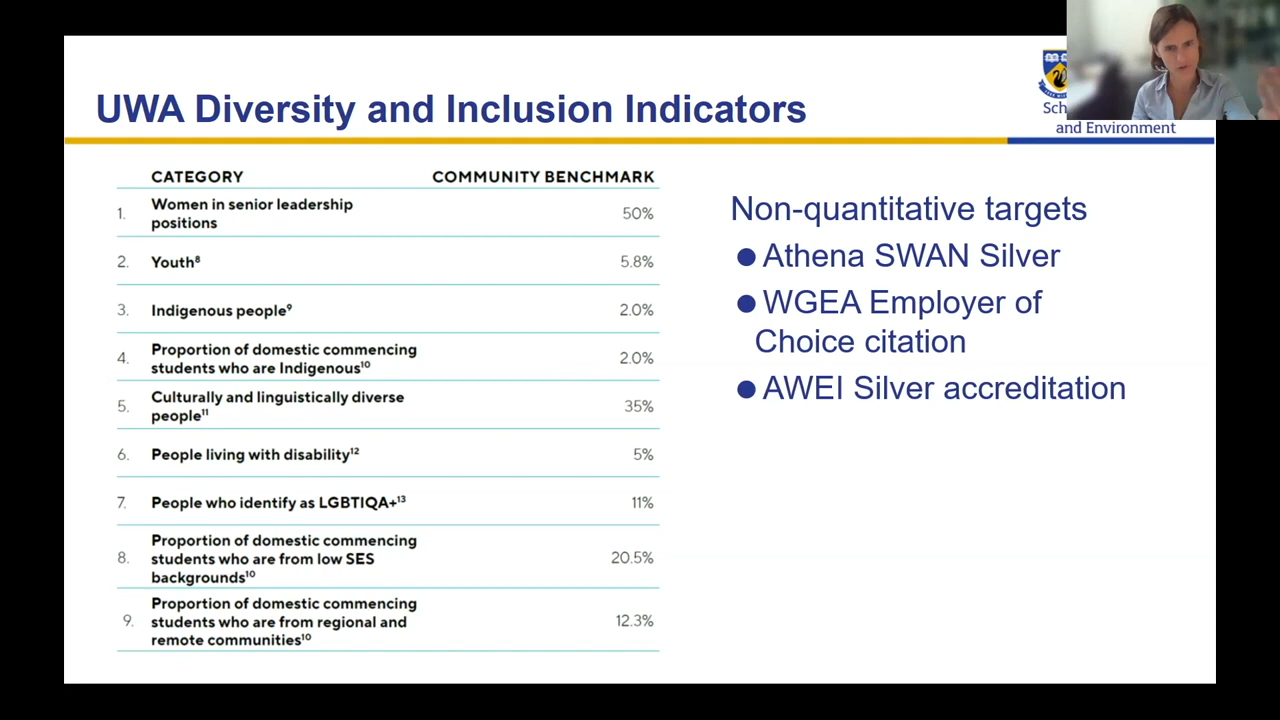 UWA Diversity and Inclusion Indicators
Sch
and Environment
CATEGORY COMMUNITY BENCHMARK
1. Women in senior leadership
positions 50%
2. Youth⁸ 5.8%
3. Indigenous people⁹ 2.0%
4. Proportion of domestic commencing
students who are Indigenous¹⁰ 2.0%
5. Culturally and linguistically diverse
people¹¹ 35%
6. People living with disability¹² 5%
7. People who identify as LGBTIQA+¹³ 11%
8. Proportion of domestic commencing
students who are from low SES
backgrounds¹⁰ 20.5%
9. Proportion of domestic commencing
students who are from regional and
remote communities¹⁰ 12.3%
Non-quantitative targets
● Athena SWAN Silver
● WGEA Employer of
Choice citation
● AWEI Silver accreditation